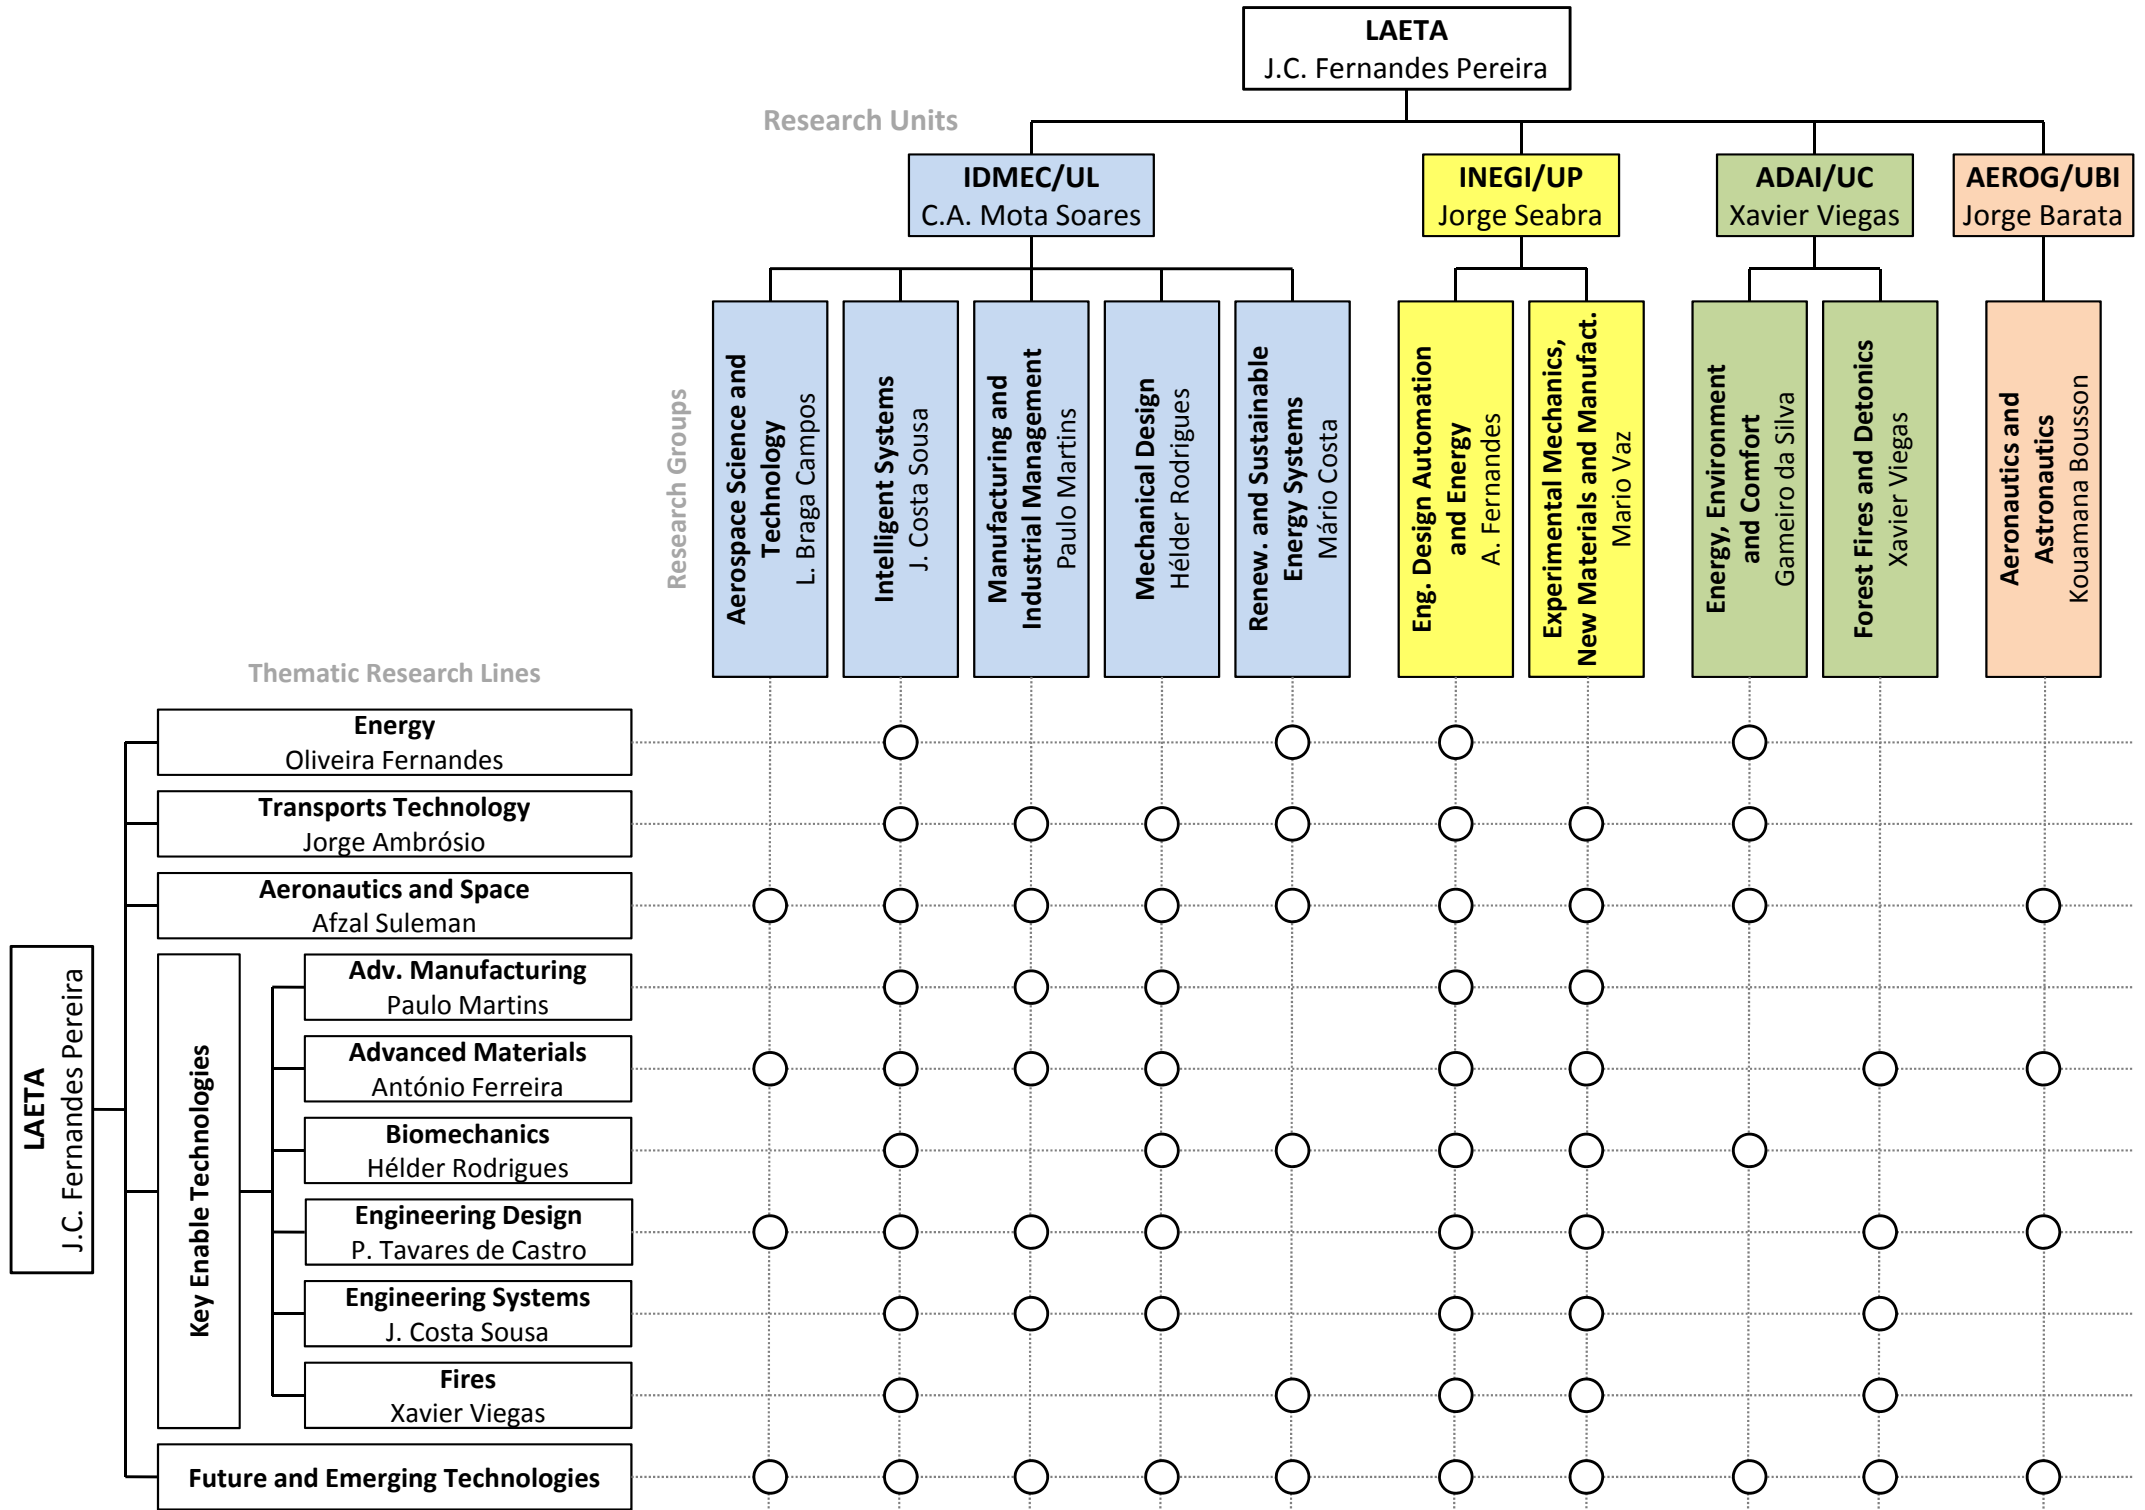 LAETA
J.C. Fernandes Pereira
Research Units
IDMEC/UL
C.A. Mota Soares
INEGI/UP
Jorge Seabra
ADAI/UC
Xavier Viegas
AEROG/UBI
Jorge Barata
Research Groups
Aerospace Science and
Technology
L. Braga Campos
Intelligent Systems
J. Costa Sousa
Manufacturing and
Industrial Management
Paulo Martins
Mechanical Design
Hélder Rodrigues
Renew. and Sustainable
Energy Systems
Mário Costa
Eng. Design Automation
and Energy
A. Fernandes
Experimental Mechanics,
New Materials and Manufact.
Mario Vaz
Energy, Environment
and Comfort
Gameiro da Silva
Forest Fires and Detonics
Xavier Viegas
Aeronautics and
Astronautics
Kouamana Bousson
Thematic Research Lines
LAETA
J.C. Fernandes Pereira
Energy
Oliveira Fernandes
Transports Technology
Jorge Ambrósio
Aeronautics and Space
Afzal Suleman
Key Enable Technologies
Adv. Manufacturing
Paulo Martins
Advanced Materials
António Ferreira
Biomechanics
Hélder Rodrigues
Engineering Design
P. Tavares de Castro
Engineering Systems
J. Costa Sousa
Fires
Xavier Viegas
Future and Emerging Technologies